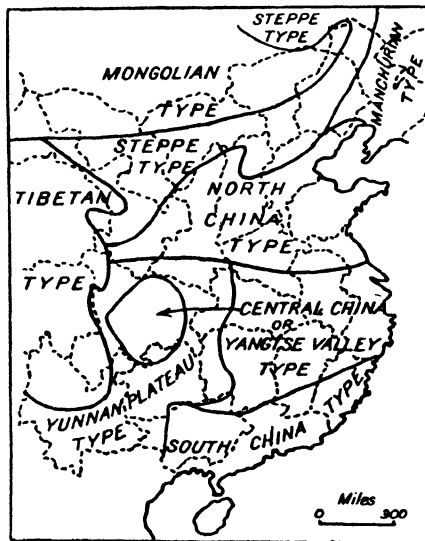 STEPPE
TYPE
MONGOLIAN
TYPE
MANCHURIAN
TYPE
STEPPE
TYPE
TIBETAN
TYPE
NORTH
CHINA
TYPE
CENTRAL CHINA
OR
YANGTSE VALLEY
TYPE
YUNNAN PLATEAU
TYPE
SOUTH CHINA TYPE
Miles
0 300